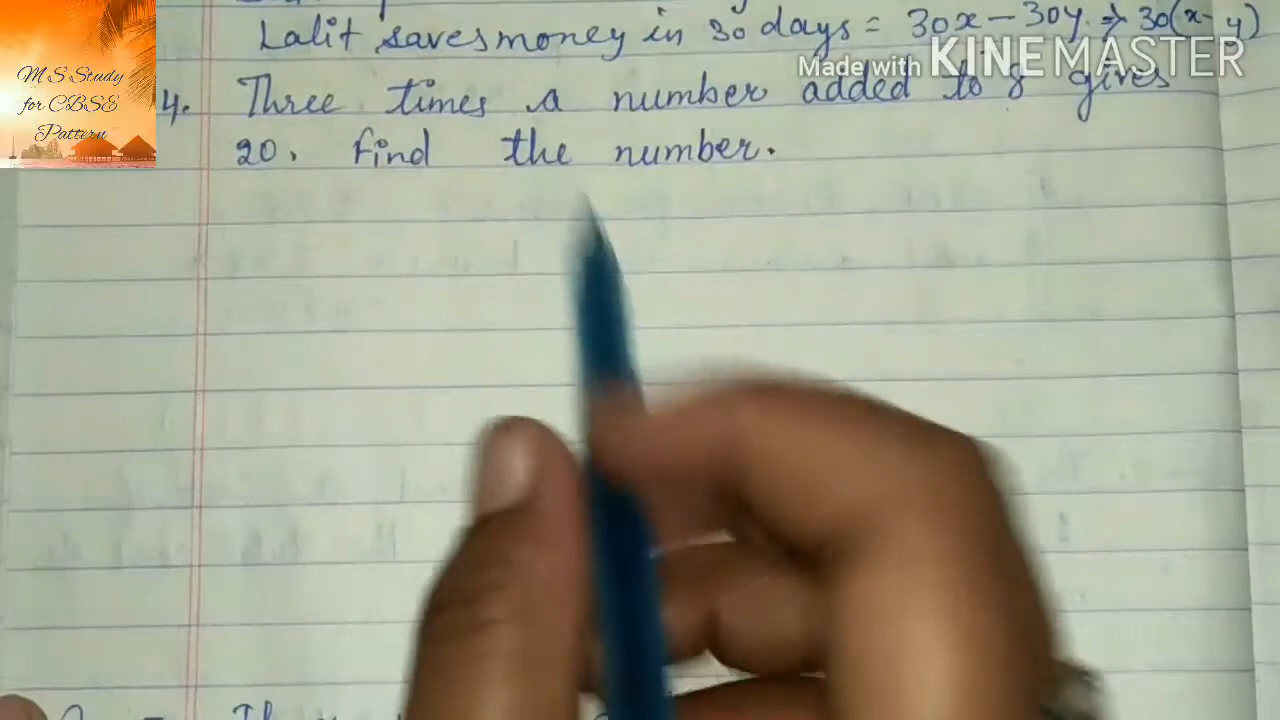 Lalit saves money in 30 days = 30x - 30y ⇒ 30(x - y)
Made with KINEMASTER
M S Study
for CBSE
Pattern
4. Three times a number added to 8 gives
20. Find the number.